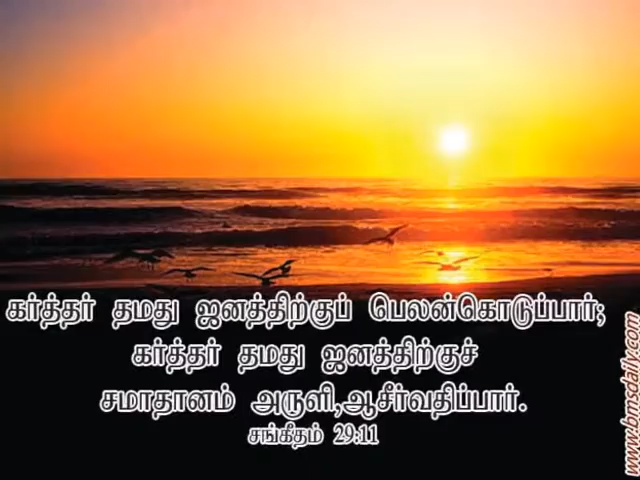 கர்த்தர் தமது ஜனத்திற்குப் பெலன்கொடுப்பார்;
கர்த்தர் தமது ஜனத்திற்குச்
சமாதானம் அருளி,ஆசீர்வதிப்பார்.
சங்கீதம் 29:11
www.bmsdaily.com